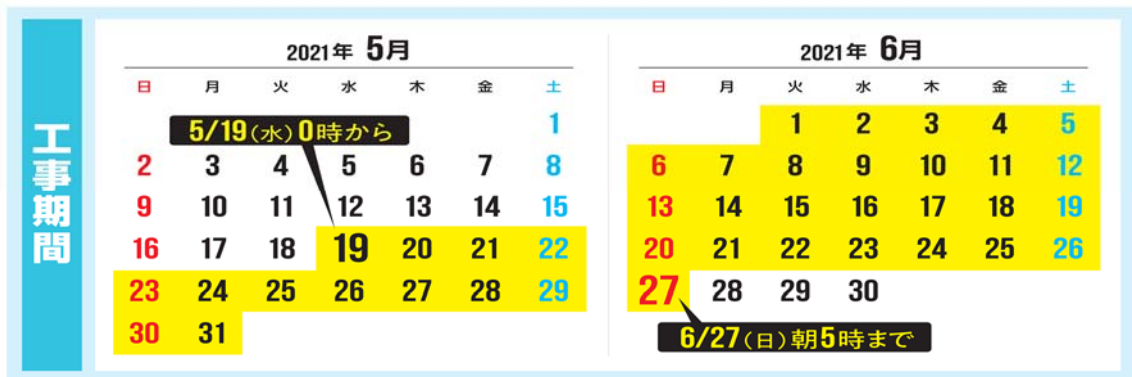 工事期間
2021年 5月
日 月 火 水 木 金 土
5/19(水)0時から
1
2 3 4 5 6 7 8
9 10 11 12 13 14 15
16 17 18 19 20 21 22
23 24 25 26 27 28 29
30 31
2021年 6月
日 月 火 水 木 金 土
1 2 3 4 5
6 7 8 9 10 11 12
13 14 15 16 17 18 19
20 21 22 23 24 25 26
27 28 29 30
6/27(日)朝5時まで